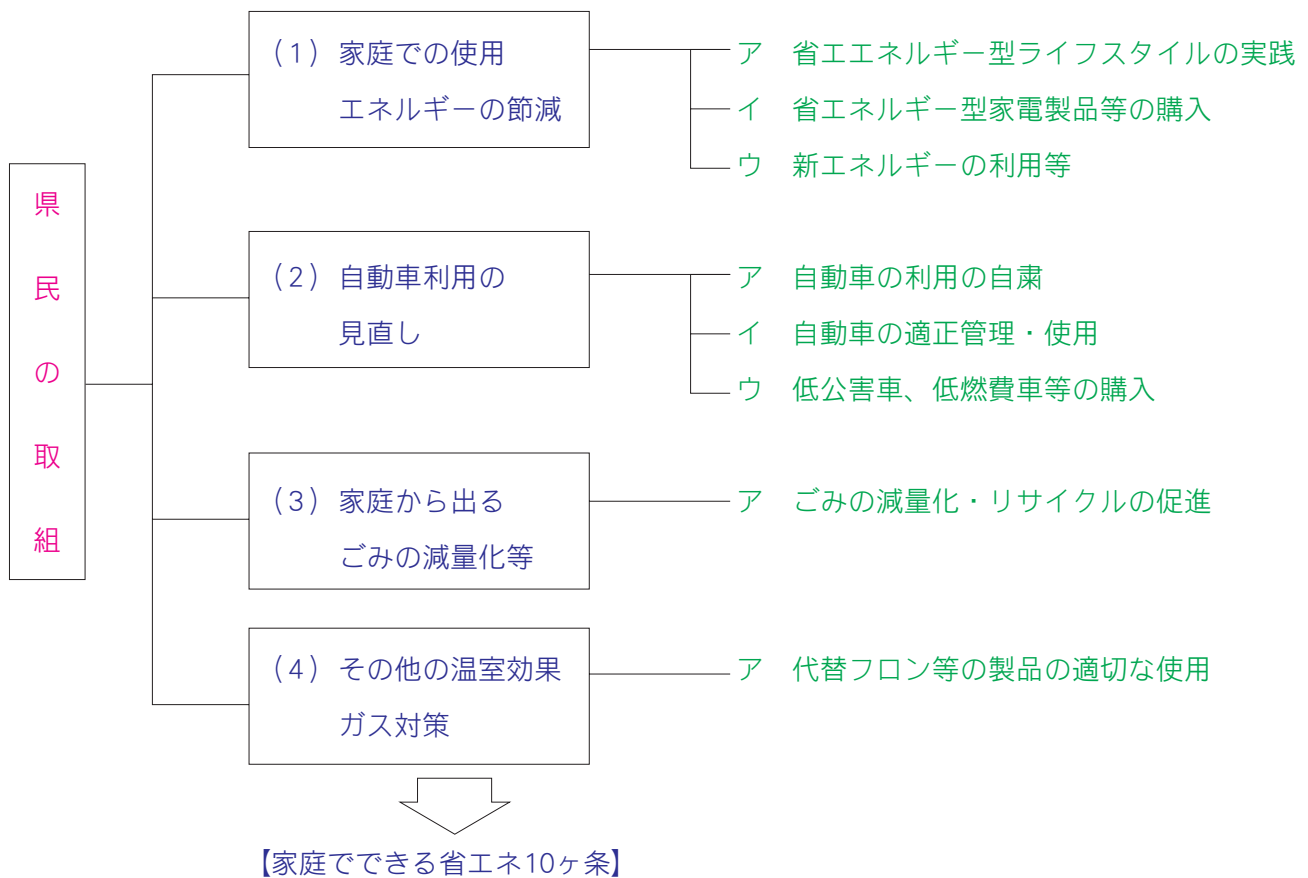 県民の取組
(1) 家庭での使用
エネルギーの節減
ア 省エエネルギー型ライフスタイルの実践
イ 省エネルギー型家電製品等の購入
ウ 新エネルギーの利用等
(2) 自動車利用の
見直し
ア 自動車の利用の自粛
イ 自動車の適正管理・使用
ウ 低公害車、低燃費車等の購入
(3) 家庭から出る
ごみの減量化等
ア ごみの減量化・リサイクルの促進
(4) その他の温室効果
ガス対策
ア 代替フロン等の製品の適切な使用
【家庭でできる省エネ10ヶ条】